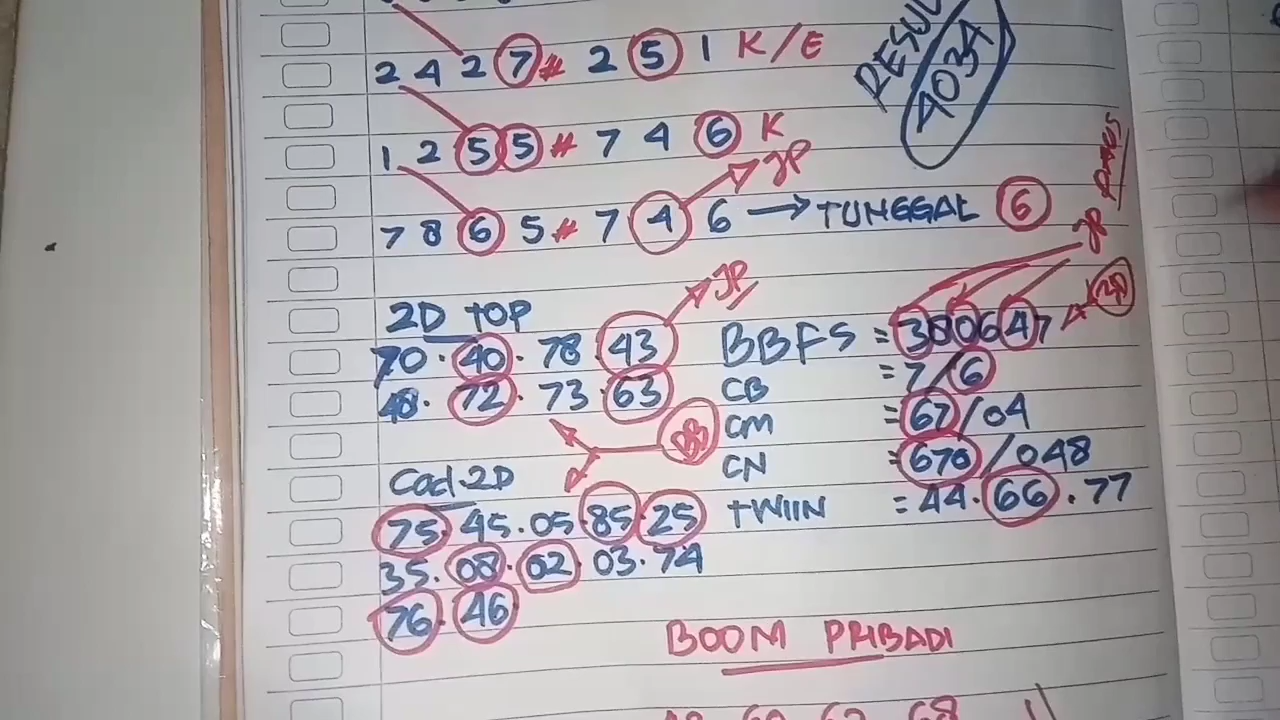 RESUL
4034
2 4 2 7 # 2 5 1 K/E
1 2 5 5 # 7 4 6 K
JP
7 8 6 5 # 7 4 6 → TUNGGAL 6
JP
2D TOP
JP
70. 40. 78. 43
48. 72. 73. 63
BB
Cad.2D
75. 45. 05. 85. 25
35. 08. 02. 03. 74
76. 46
BBFS = 380647
CB = 7/6
CM = 67/04
CN = 670/048
TWIIN = 44. 66. 77
BOOM PRIBADI